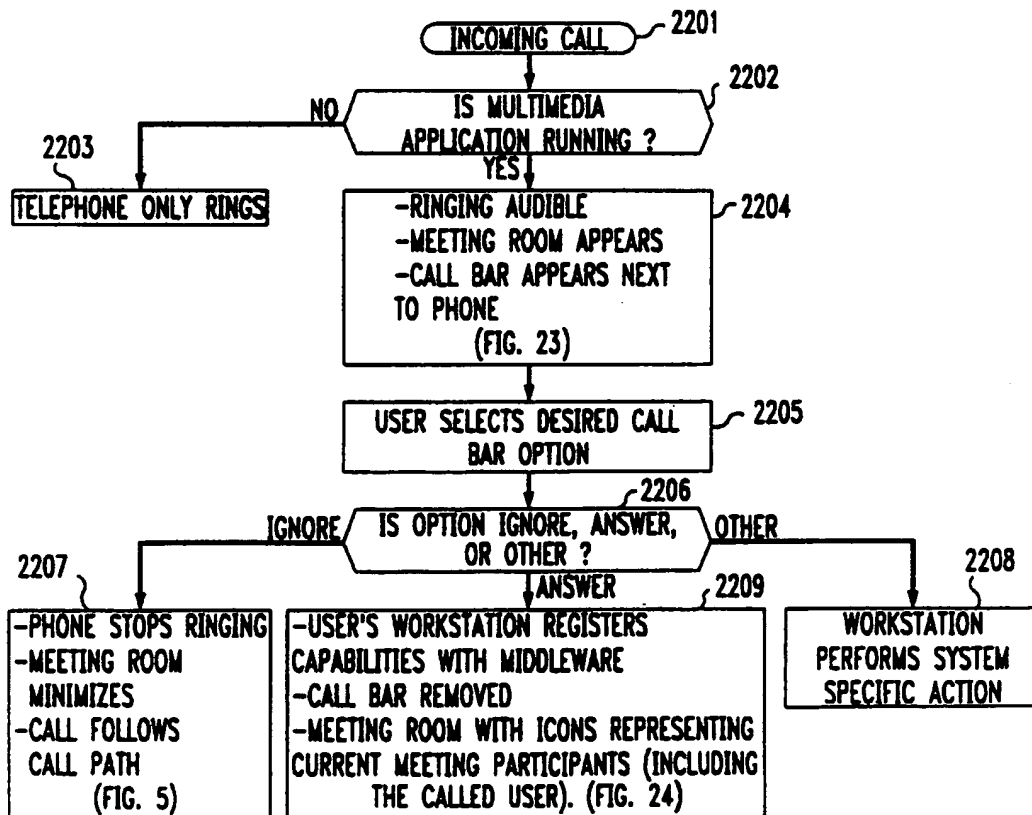 INCOMING CALL
2201
2202
IS MULTIMEDIA
APPLICATION RUNNING ?
NO
YES
2203
TELEPHONE ONLY RINGS
2204
-RINGING AUDIBLE
-MEETING ROOM APPEARS
-CALL BAR APPEARS NEXT
TO PHONE
(FIG. 23)
2205
USER SELECTS DESIRED CALL
BAR OPTION
2206
IS OPTION IGNORE, ANSWER,
OR OTHER ?
IGNORE
OTHER
ANSWER
2207
-PHONE STOPS RINGING
-MEETING ROOM
MINIMIZES
-CALL FOLLOWS
CALL PATH
(FIG. 5)
2209
-USER'S WORKSTATION REGISTERS
CAPABILITIES WITH MIDDLEWARE
-CALL BAR REMOVED
-MEETING ROOM WITH ICONS REPRESENTING
CURRENT MEETING PARTICIPANTS (INCLUDING
THE CALLED USER). (FIG. 24)
2208
WORKSTATION
PERFORMS SYSTEM
SPECIFIC ACTION